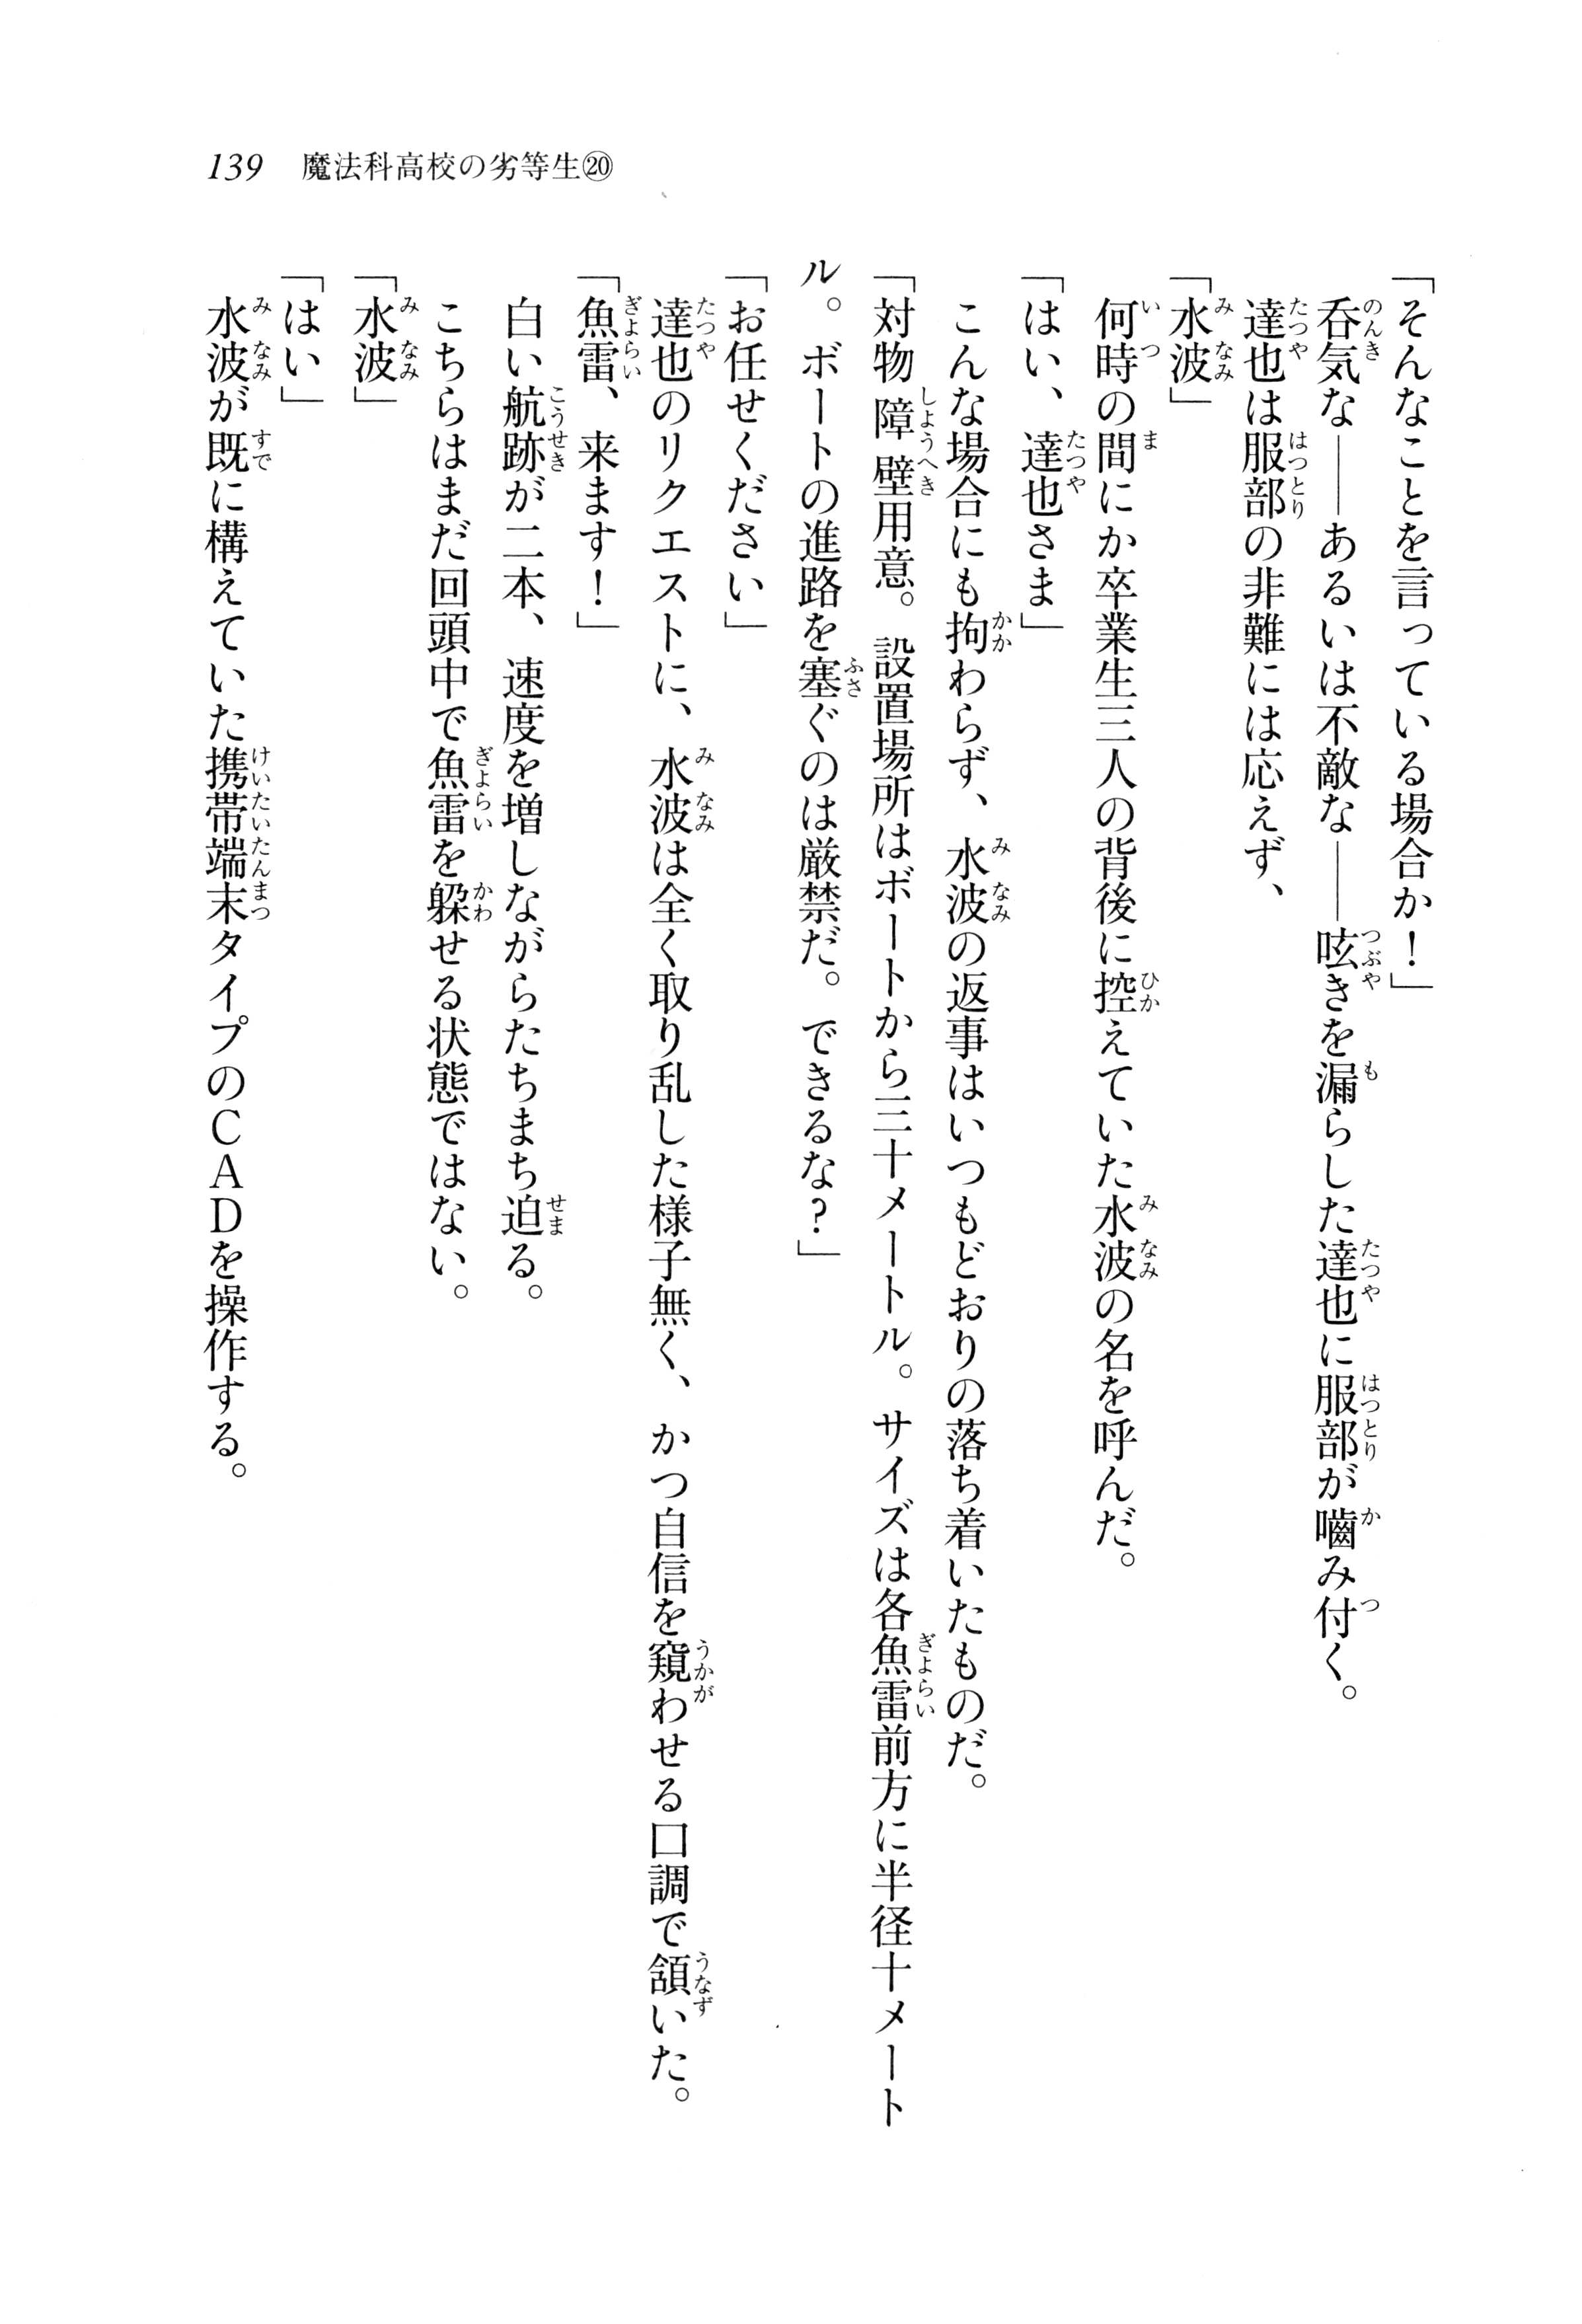 139 魔法科高校の劣等生⑳
「そんなことを言っている場合か！」
呑気な――あるいは不敵な――呟きを漏らした達也に服部が嚙み付く。
達也は服部の非難には応えず、
「水波」
何時の間にか卒業生三人の背後に控えていた水波の名を呼んだ。
「はい、達也さま」
こんな場合にも拘わらず、水波の返事はいつもどおりの落ち着いたものだ。
「対物障壁用意。設置場所はボートから三十メートル。サイズは各魚雷前方に半径十メート
ル。ボートの進路を塞ぐのは厳禁だ。できるな？」
「お任せください」
達也のリクエストに、水波は全く取り乱した様子無く、かつ自信を窺わせる口調で頷いた。
「魚雷、来ます！」
白い航跡が二本、速度を増しながらたちまち迫る。
こちらはまだ回頭中で魚雷を躱せる状態ではない。
「水波」
「はい」
水波が既に構えていた携帯端末タイプのＣＡＤを操作する。